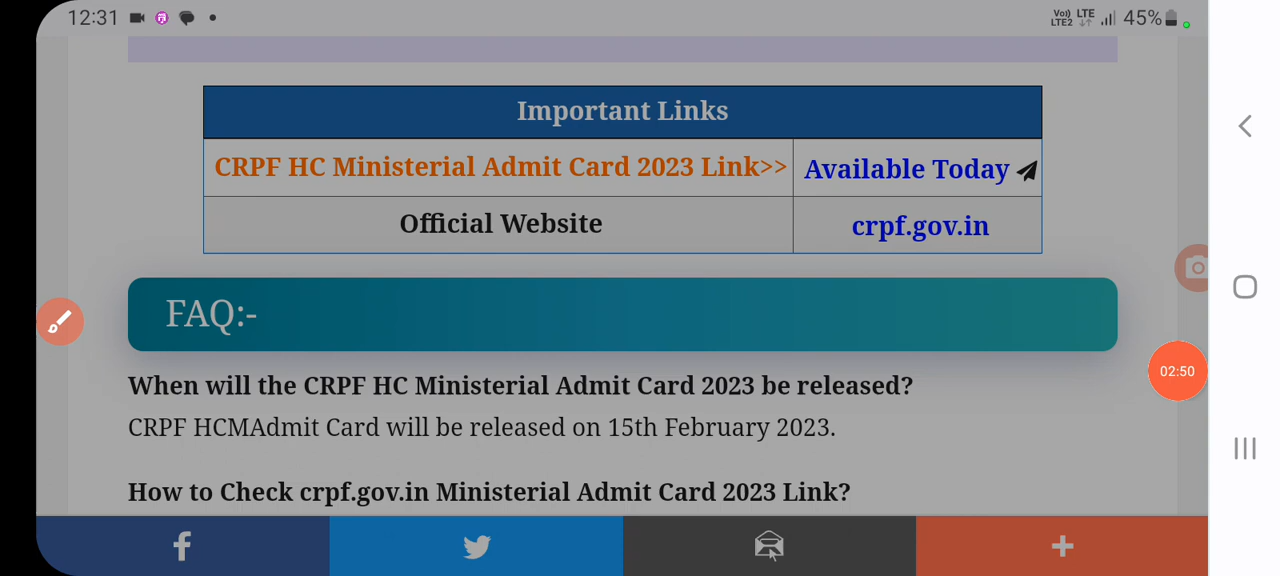 12:31
Vo)) LTE2 LTE 45%
Important Links
CRPF HC Ministerial Admit Card 2023 Link>> Available Today
Official Website crpf.gov.in
FAQ:-
02:50
When will the CRPF HC Ministerial Admit Card 2023 be released?
CRPF HCMAdmit Card will be released on 15th February 2023.
How to Check crpf.gov.in Ministerial Admit Card 2023 Link?